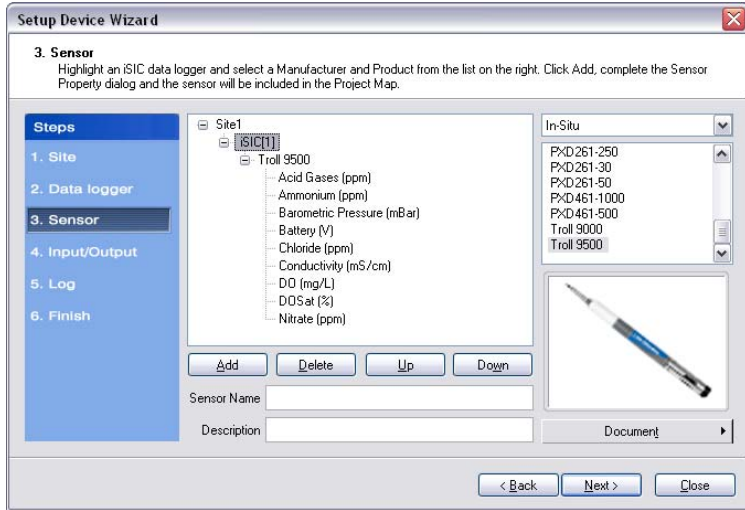 Setup Device Wizard
3. Sensor
Highlight an iSIC data logger and select a Manufacturer and Product from the list on the right. Click Add, complete the Sensor
Property dialog and the sensor will be included in the Project Map.
Steps
1. Site
2. Data logger
3. Sensor
4. Input/Output
5. Log
6. Finish
Site1
iSIC[1]
Troll 9500
Acid Gases (ppm)
Ammonium (ppm)
Barometric Pressure (mBar)
Battery (V)
Chloride (ppm)
Conductivity (mS/cm)
DO (mg/L)
DOSat (%)
Nitrate (ppm)
Add
Delete
Up
Down
Sensor Name
Description
In-Situ
PXD261-250
PXD261-30
PXD261-50
PXD461-1000
PXD461-500
Troll 9000
Troll 9500
Document
< Back
Next >
Close